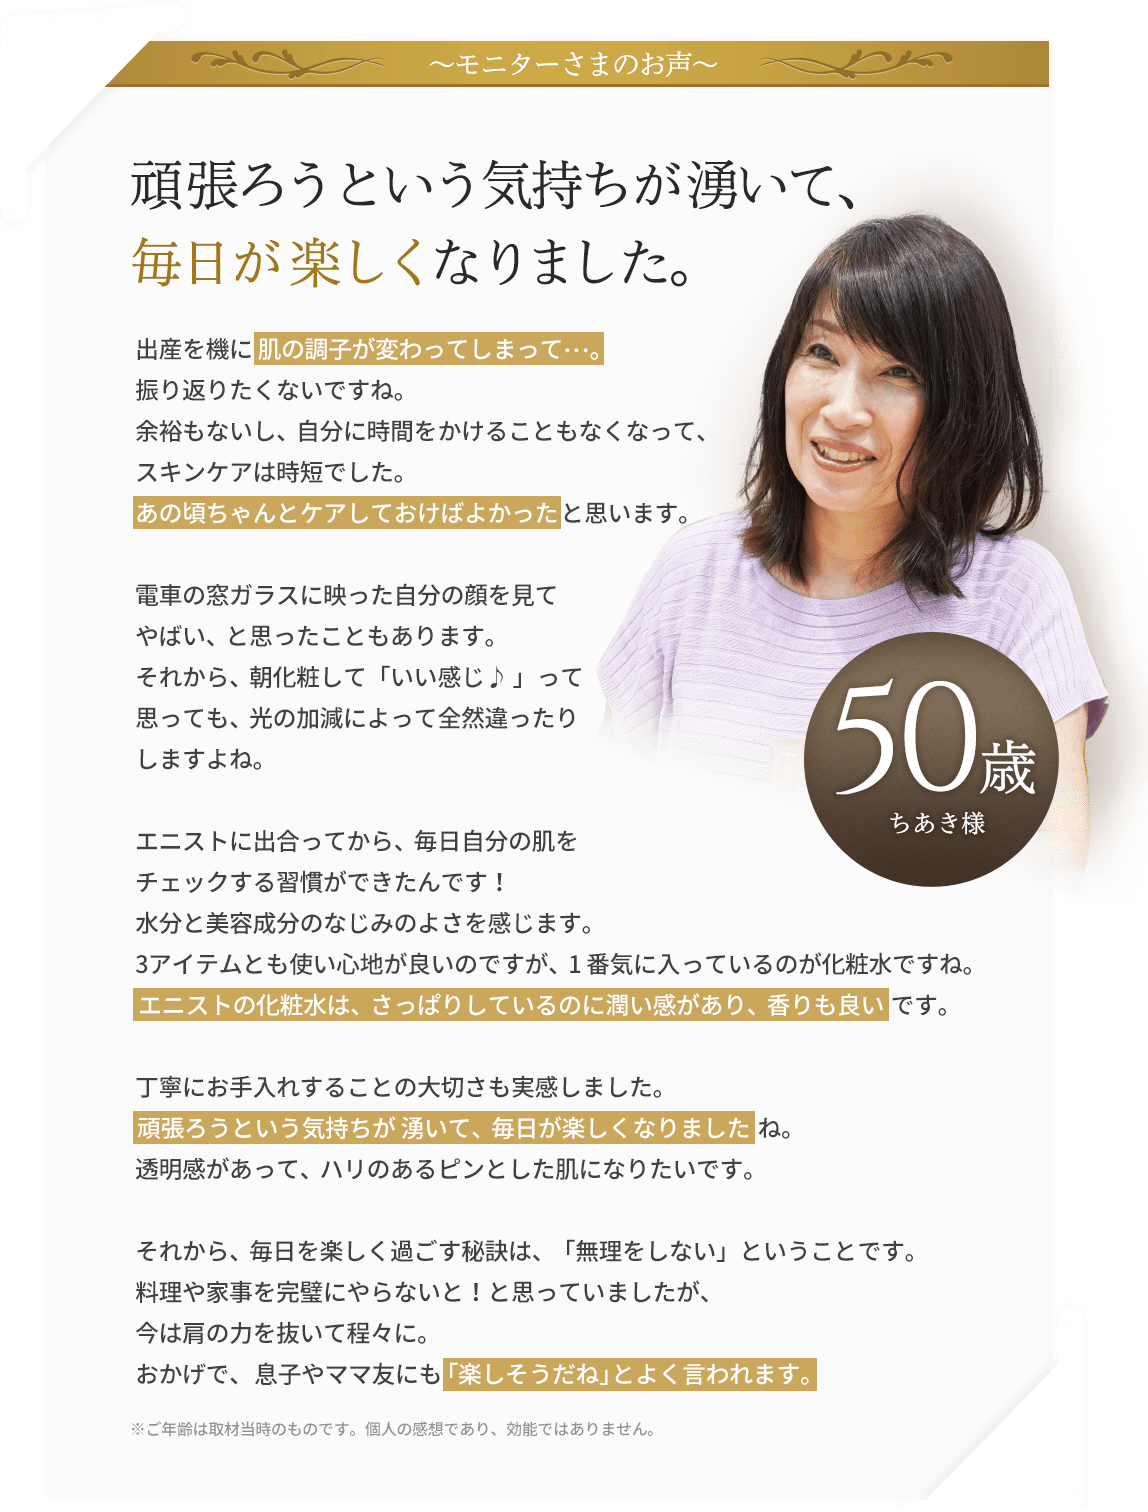 〜モニターさまのお声〜
頑張ろうという気持ちが湧いて、
毎日が楽しくなりました。
出産を機に肌の調子が変わってしまって…。
振り返りたくないですね。
余裕もないし、自分に時間をかけることもなくなって、
スキンケアは時短でした。
あの頃ちゃんとケアしておけばよかったと思います。
電車の窓ガラスに映った自分の顔を見て
やばい、と思ったこともあります。
それから、朝化粧して「いい感じ♪」って
思っても、光の加減によって全然違ったり
しますよね。
50歳
ちあき様
エニストに出合ってから、毎日自分の肌を
チェックする習慣ができたんです！
水分と美容成分のなじみのよさを感じます。
3アイテムとも使い心地が良いのですが、1番気に入っているのが化粧水ですね。
エニストの化粧水は、さっぱりしているのに潤い感があり、香りも良いです。
丁寧にお手入れすることの大切さも実感しました。
頑張ろうという気持ちが湧いて、毎日が楽しくなりましたね。
透明感があって、ハリのあるピンとした肌になりたいです。
それから、毎日を楽しく過ごす秘訣は、「無理をしない」ということです。
料理や家事を完璧にやらないと！と思っていましたが、
今は肩の力を抜いて程々に。
おかげで、息子やママ友にも「楽しそうだね」とよく言われます。
※ご年齢は取材当時のものです。個人の感想であり、効能ではありません。